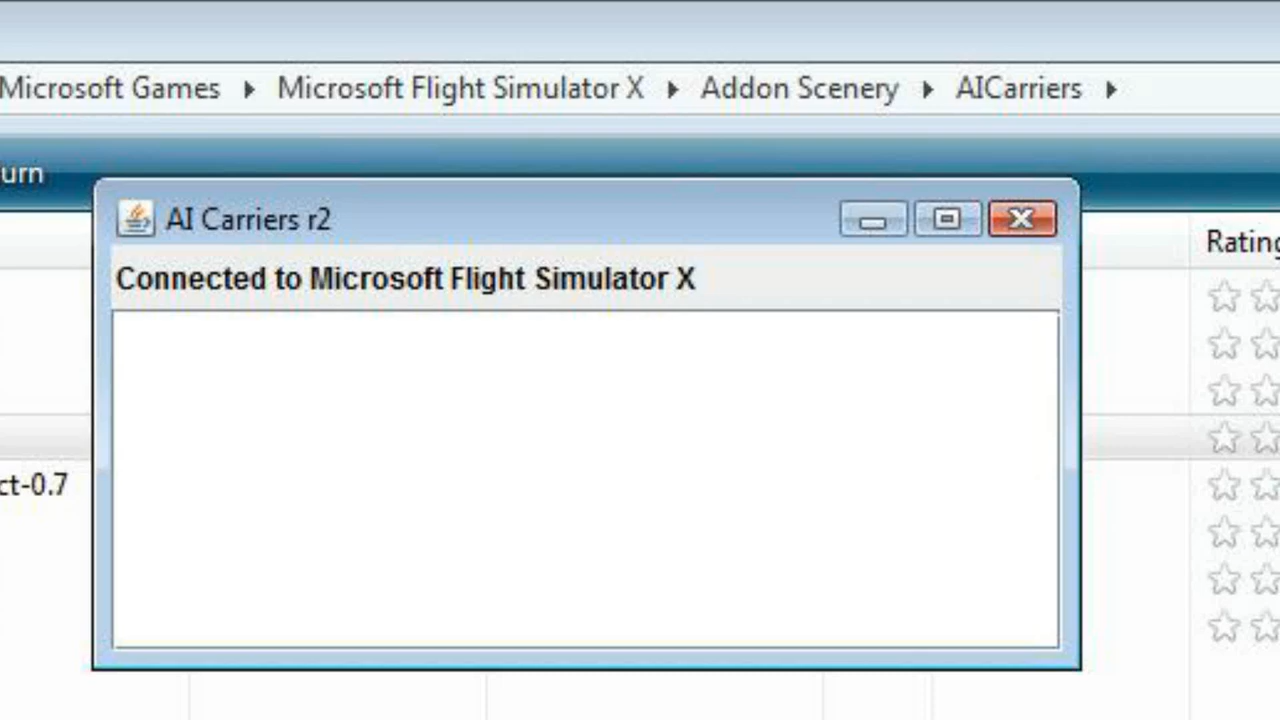 Microsoft Games ▸ Microsoft Flight Simulator X ▸ Addon Scenery ▸ AICarriers ▸
urn
AI Carriers r2
Rating
Connected to Microsoft Flight Simulator X
ct-0.7